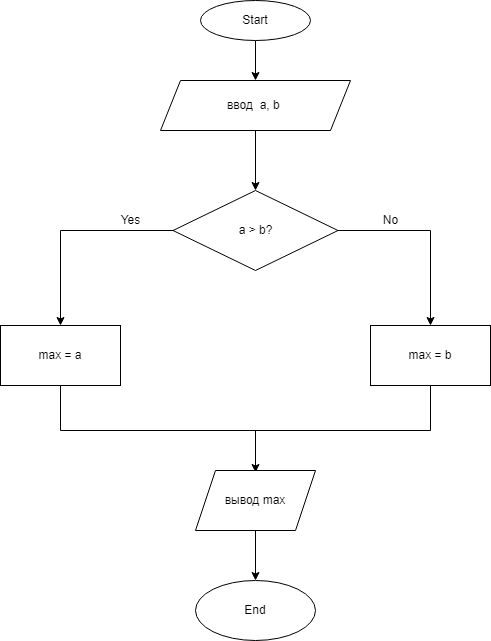 Start
ввод a, b
a > b?
Yes
No
max = a
max = b
вывод max
End